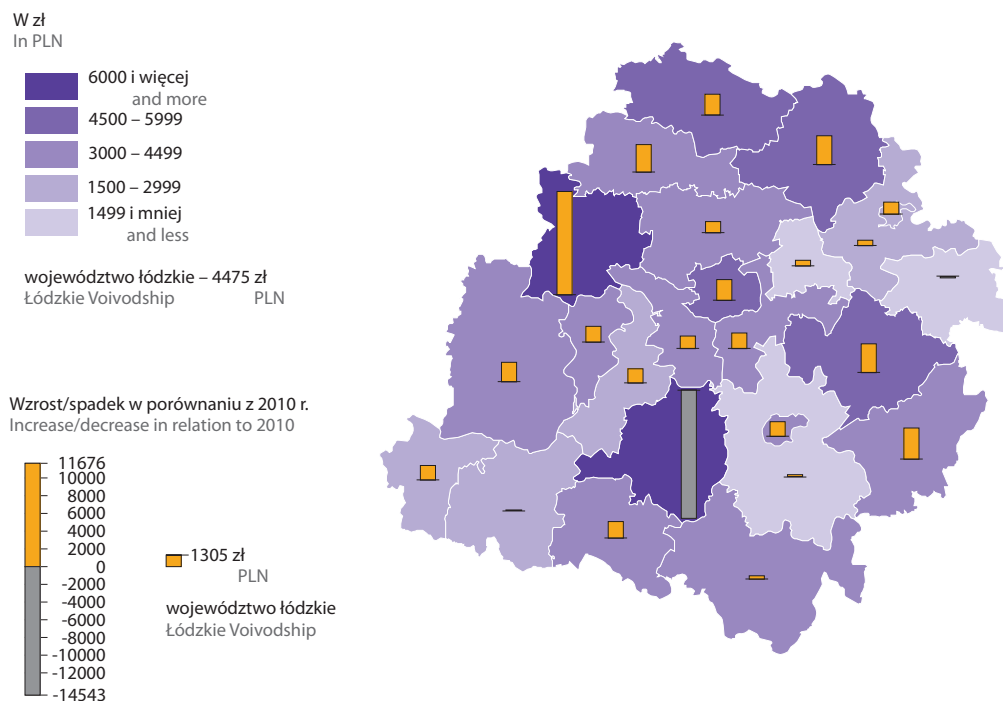 W zł
In PLN
6000 i więcej
and more
4500 – 5999
3000 – 4499
1500 – 2999
1499 i mniej
and less
województwo łódzkie – 4475 zł
Łódzkie Voivodship PLN
Wzrost/spadek w porównaniu z 2010 r.
Increase/decrease in relation to 2010
11676
10000
8000
6000
4000
2000
0
-2000
-4000
-6000
-8000
-10000
-12000
-14543
1305 zł
PLN
województwo łódzkie
Łódzkie Voivodship